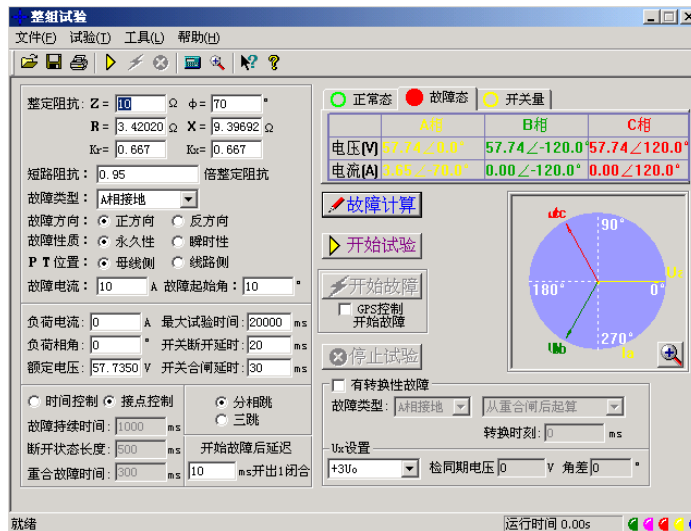 整组试验
文件(F) 试验(T) 工具(L) 帮助(H)
整定阻抗: Z = 10 Ω ф= 70 °
R = 3.42020 Ω X = 9.39692 Ω
Kr= 0.667 Kx= 0.667
短路阻抗: 0.95 倍整定阻抗
故障类型: A相接地
故障方向: 正方向 反方向
故障性质: 永久性 瞬时性
P T 位置: 母线侧 线路侧
故障电流: 10 A 故障起始角: 10 °
负荷电流: 0 A 最大试验时间: 20000 ms
负荷相角: 0 ° 开关断开延时: 20 ms
额定电压: 57.7350 V 开关合闸延时: 30 ms
时间控制 接点控制
故障持续时间: 1000 ms
断开状态长度: 500 ms
重合故障时间: 300 ms
分相跳
三跳
开始故障后延迟
10 ms开出1闭合
正常态 故障态 开关量
A相 B相 C相
电压(V) 57.74∠0.0° 57.74∠-120.0° 57.74∠120.0°
电流(A) 3.65∠-70.0° 0.00∠-120.0° 0.00∠120.0°
故障计算
开始试验
开始故障
GPS控制
开始故障
停止试验
90°
180° 0°
270°
有转换性故障
故障类型: A相接地 从重合闸后起算
转换时刻: 0 ms
Ux设置
+3Uo 检同期电压 0 V 角差 0 °
就绪 运行时间 0.00s